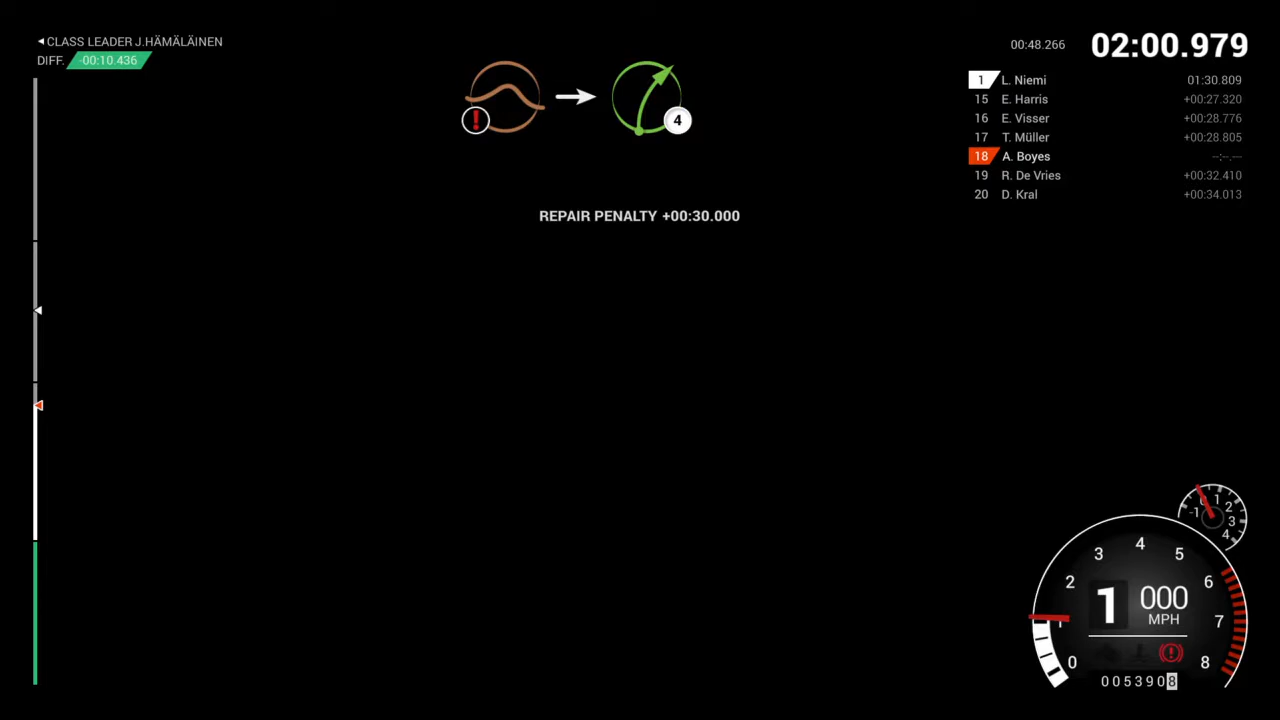 CLASS LEADER J.HÄMÄLÄINEN
DIFF. -00:10.436
!
4
REPAIR PENALTY +00:30.000
00:48.266 02:00.979
1 L. Niemi 01:30.809
15 E. Harris +00:27.320
16 E. Visser +00:28.776
17 T. Müller +00:28.805
18 A. Boyes --:--.---
19 R. De Vries +00:32.410
20 D. Kral +00:34.013
-1 0 1 2 3 4
0 1 2 3 4 5 6 7 8
1 000
MPH
0053908